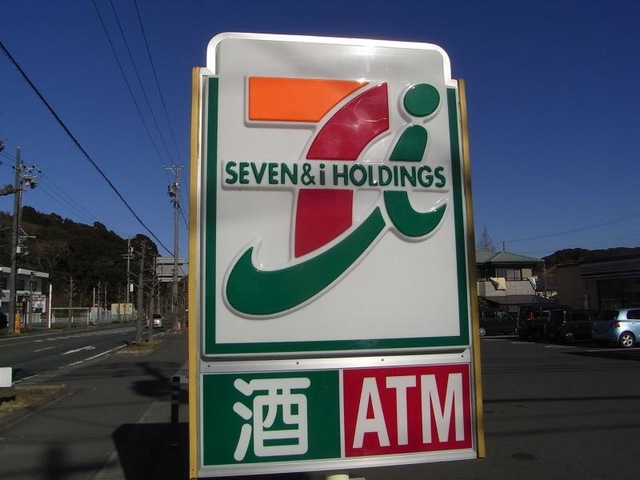 SEVEN&i HOLDINGS
酒 ATM